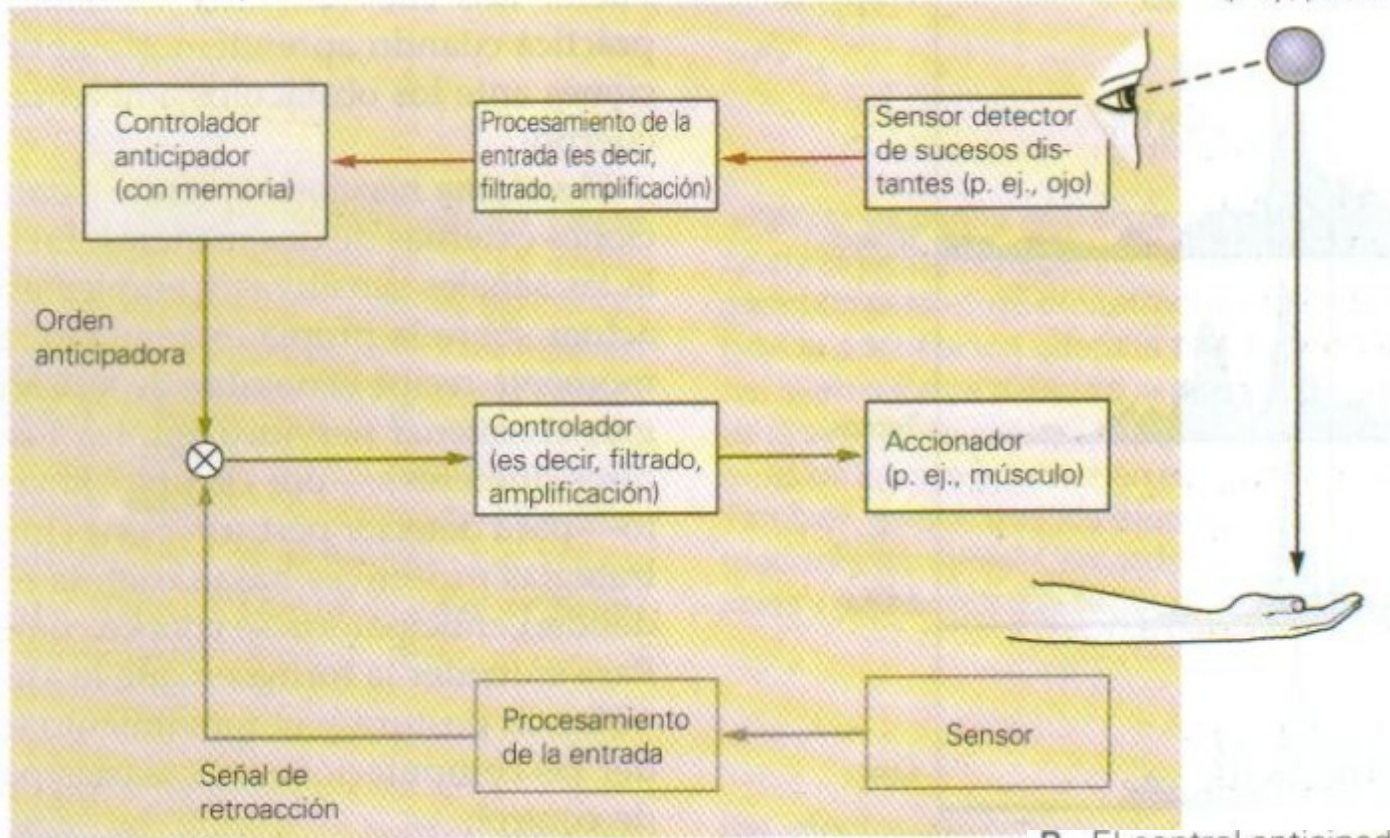 Controlador
anticipador
(con memoria)
Procesamiento de la
entrada (es decir,
filtrado, amplificación)
Sensor detector
de sucesos dis-
tantes (p. ej., ojo)
Orden
anticipadora
Controlador
(es decir, filtrado,
amplificación)
Accionador
(p. ej., músculo)
Procesamiento
de la entrada
Sensor
Señal de
retroacción
El control